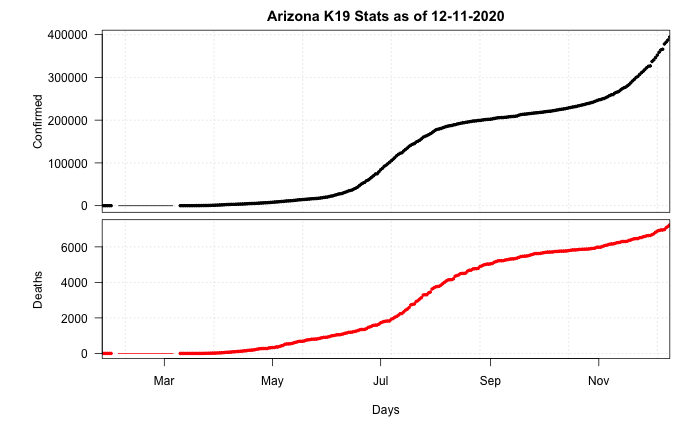 Arizona K19 Stats as of 12-11-2020
400000
300000
200000
100000
0
Confirmed
6000
4000
2000
0
Deaths
Mar May Jul Sep Nov
Days